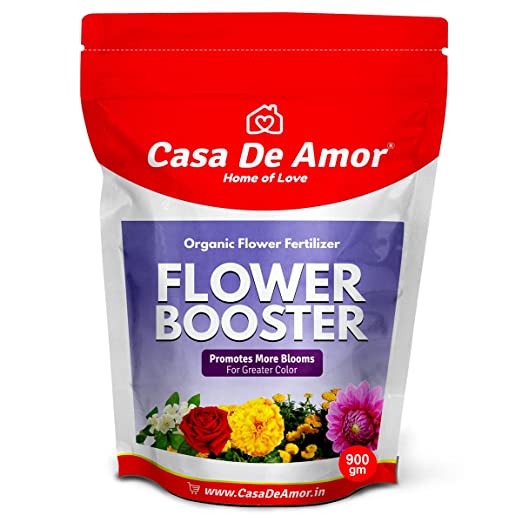 Casa De Amor®
Home of Love
Organic Flower Fertilizer
FLOWER
BOOSTER
Promotes More Blooms
For Greater Color
900
gm
www.CasaDeAmor.in